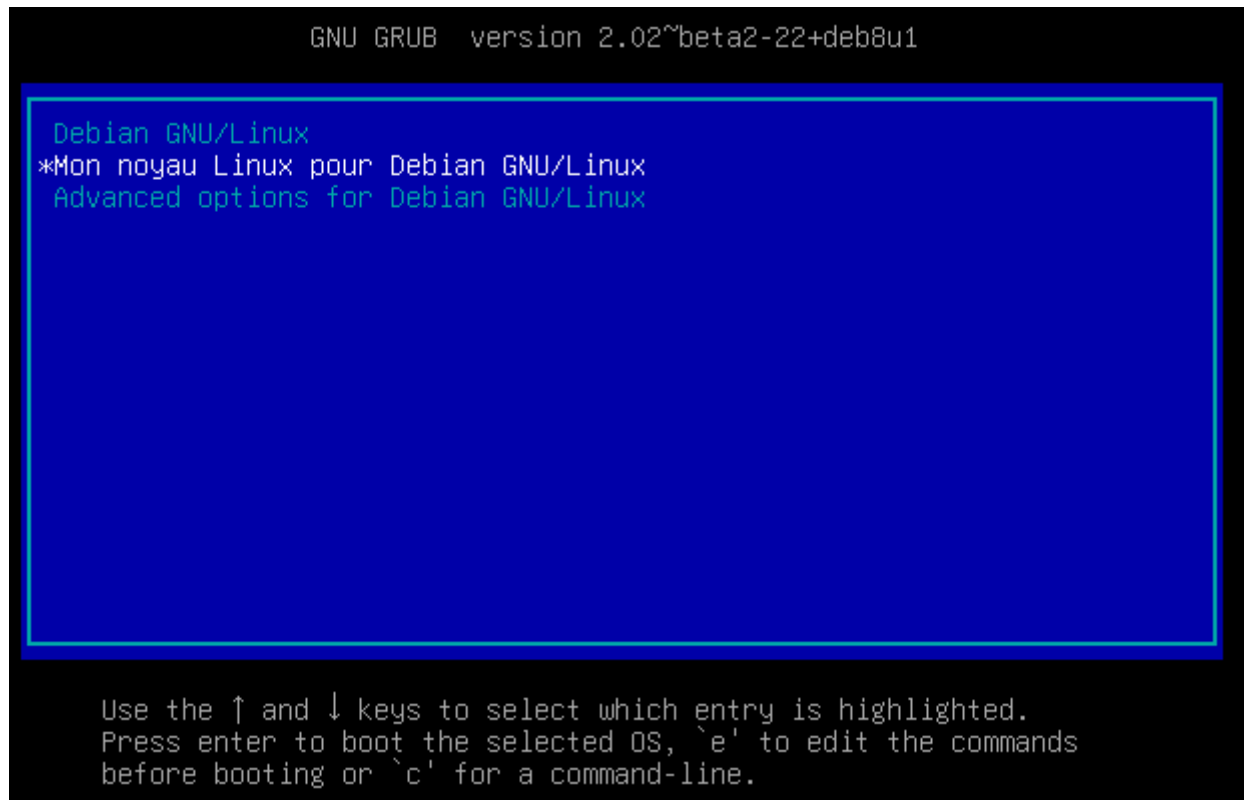 GNU GRUB  version 2.02~beta2-22+deb8u1
Debian GNU/Linux
*Mon noyau Linux pour Debian GNU/Linux
Advanced options for Debian GNU/Linux
Use the ↑ and ↓ keys to select which entry is highlighted.
Press enter to boot the selected OS, `e' to edit the commands
before booting or `c' for a command-line.